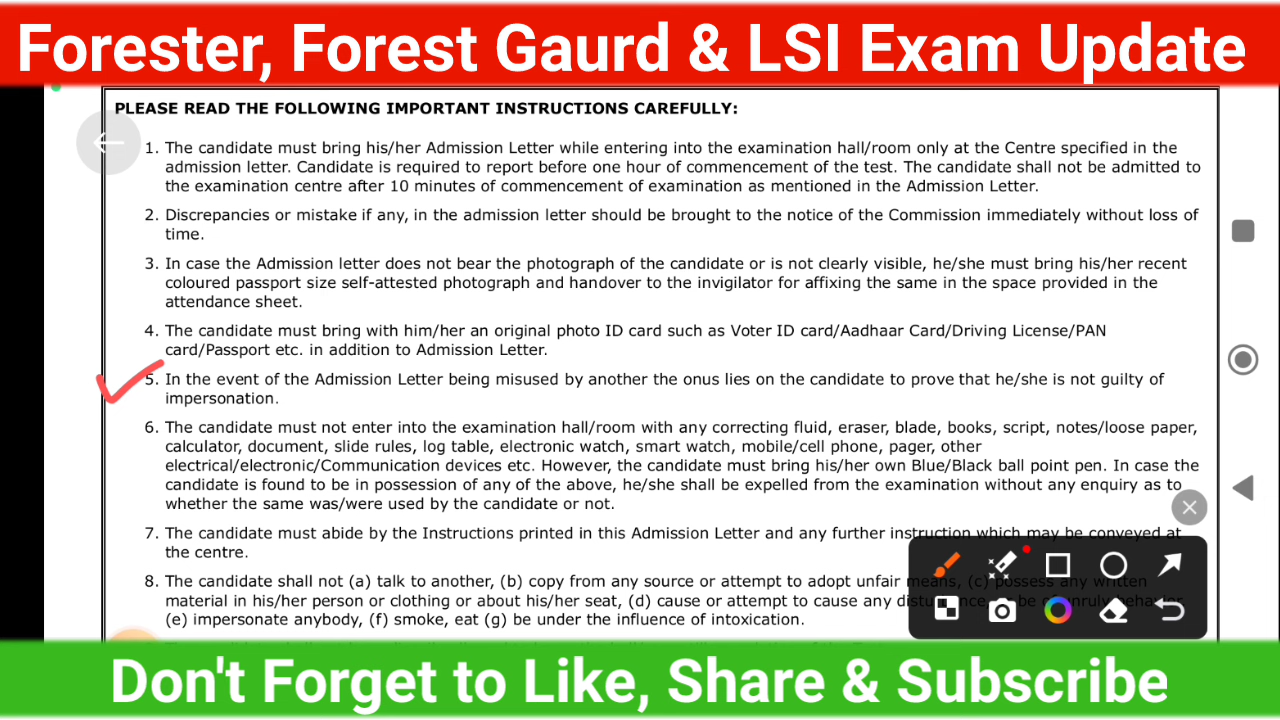 Forester, Forest Gaurd & LSI Exam Update
PLEASE READ THE FOLLOWING IMPORTANT INSTRUCTIONS CAREFULLY:
1. The candidate must bring his/her Admission Letter while entering into the examination hall/room only at the Centre specified in the
admission letter. Candidate is required to report before one hour of commencement of the test. The candidate shall not be admitted to
the examination centre after 10 minutes of commencement of examination as mentioned in the Admission Letter.
2. Discrepancies or mistake if any, in the admission letter should be brought to the notice of the Commission immediately without loss of
time.
3. In case the Admission letter does not bear the photograph of the candidate or is not clearly visible, he/she must bring his/her recent
coloured passport size self-attested photograph and handover to the invigilator for affixing the same in the space provided in the
attendance sheet.
4. The candidate must bring with him/her an original photo ID card such as Voter ID card/Aadhaar Card/Driving License/PAN
card/Passport etc. in addition to Admission Letter.
5. In the event of the Admission Letter being misused by another the onus lies on the candidate to prove that he/she is not guilty of
impersonation.
6. The candidate must not enter into the examination hall/room with any correcting fluid, eraser, blade, books, script, notes/loose paper,
calculator, document, slide rules, log table, electronic watch, smart watch, mobile/cell phone, pager, other
electrical/electronic/Communication devices etc. However, the candidate must bring his/her own Blue/Black ball point pen. In case the
candidate is found to be in possession of any of the above, he/she shall be expelled from the examination without any enquiry as to
whether the same was/were used by the candidate or not.
7. The candidate must abide by the Instructions printed in this Admission Letter and any further instruction which may be conveyed at
the centre.
8. The candidate shall not (a) talk to another, (b) copy from any source or attempt to adopt unfair means, (c) possess any written
material in his/her person or clothing or about his/her seat, (d) cause or attempt to cause any disturbance, or be of unruly behavior,
(e) impersonate anybody, (f) smoke, eat (g) be under the influence of intoxication.
Don't Forget to Like, Share & Subscribe